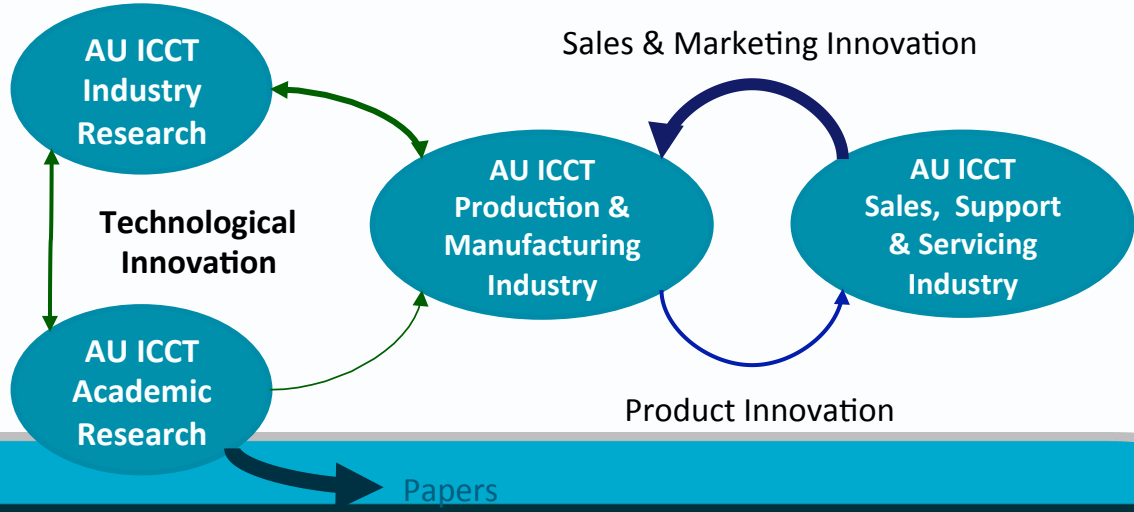 AU ICCT
Industry
Research
Sales & Marketing Innovation
Technological
Innovation
AU ICCT
Production &
Manufacturing
Industry
AU ICCT
Sales, Support
& Servicing
Industry
AU ICCT
Academic
Research
Product Innovation
Papers